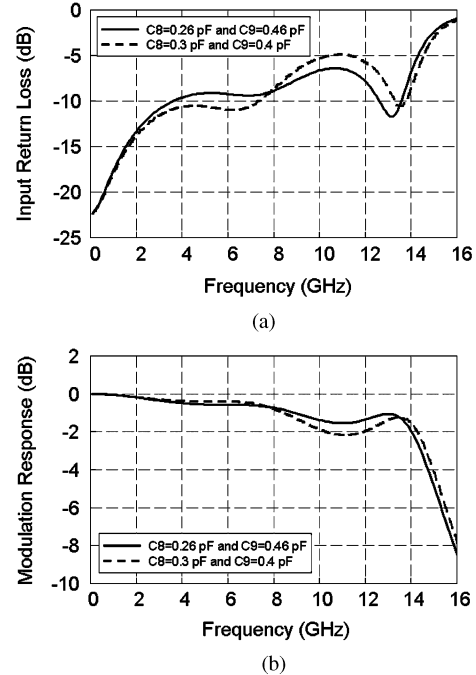 0
-5
-10
-15
-20
-25
Input Return Loss (dB)
C8=0.26 pF and C9=0.46 pF
C8=0.3 pF and C9=0.4 pF
0 2 4 6 8 10 12 14 16
Frequency (GHz)
(a)
2
0
-2
-4
-6
-8
-10
Modulation Response (dB)
C8=0.26 pF and C9=0.46 pF
C8=0.3 pF and C9=0.4 pF
0 2 4 6 8 10 12 14 16
Frequency (GHz)
(b)